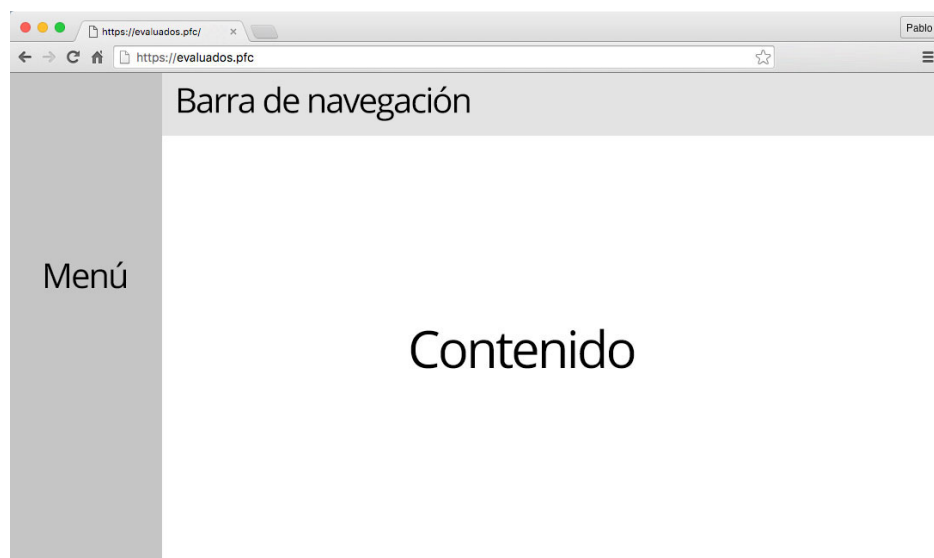 https://evaluados.pfc/
Pablo
https://evaluados.pfc
Barra de navegación
Menú
Contenido